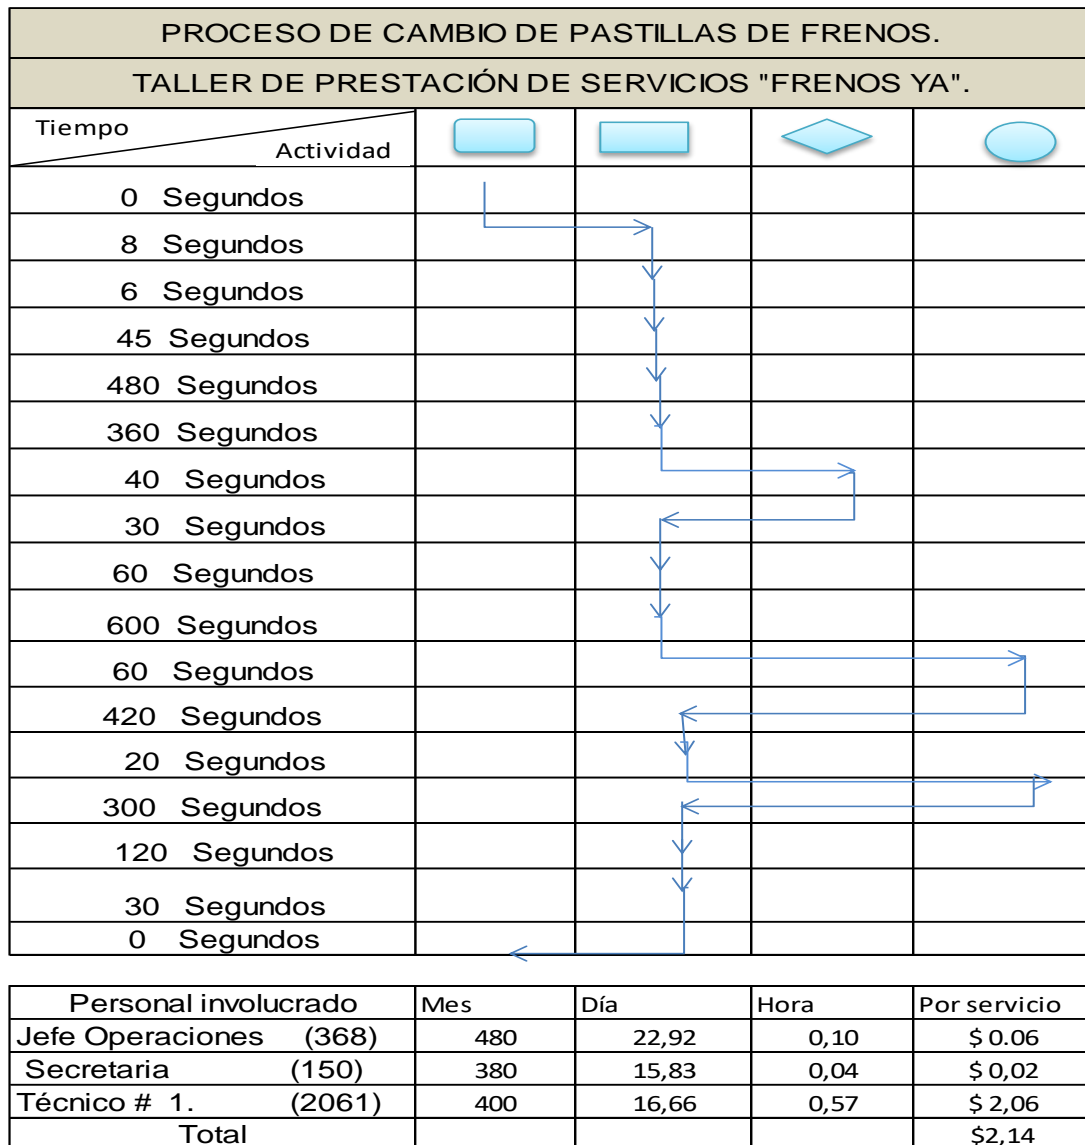 PROCESO DE CAMBIO DE PASTILLAS DE FRENOS.
TALLER DE PRESTACIÓN DE SERVICIOS "FRENOS YA".
Tiempo
Actividad
0 Segundos
8 Segundos
6 Segundos
45 Segundos
480 Segundos
360 Segundos
40 Segundos
30 Segundos
60 Segundos
600 Segundos
60 Segundos
420 Segundos
20 Segundos
300 Segundos
120 Segundos
30 Segundos
0 Segundos
Personal involucrado Mes Día Hora Por servicio
Jefe Operaciones (368) 480 22,92 0,10 $ 0.06
Secretaria (150) 380 15,83 0,04 $ 0,02
Técnico # 1. (2061) 400 16,66 0,57 $ 2,06
Total $2,14